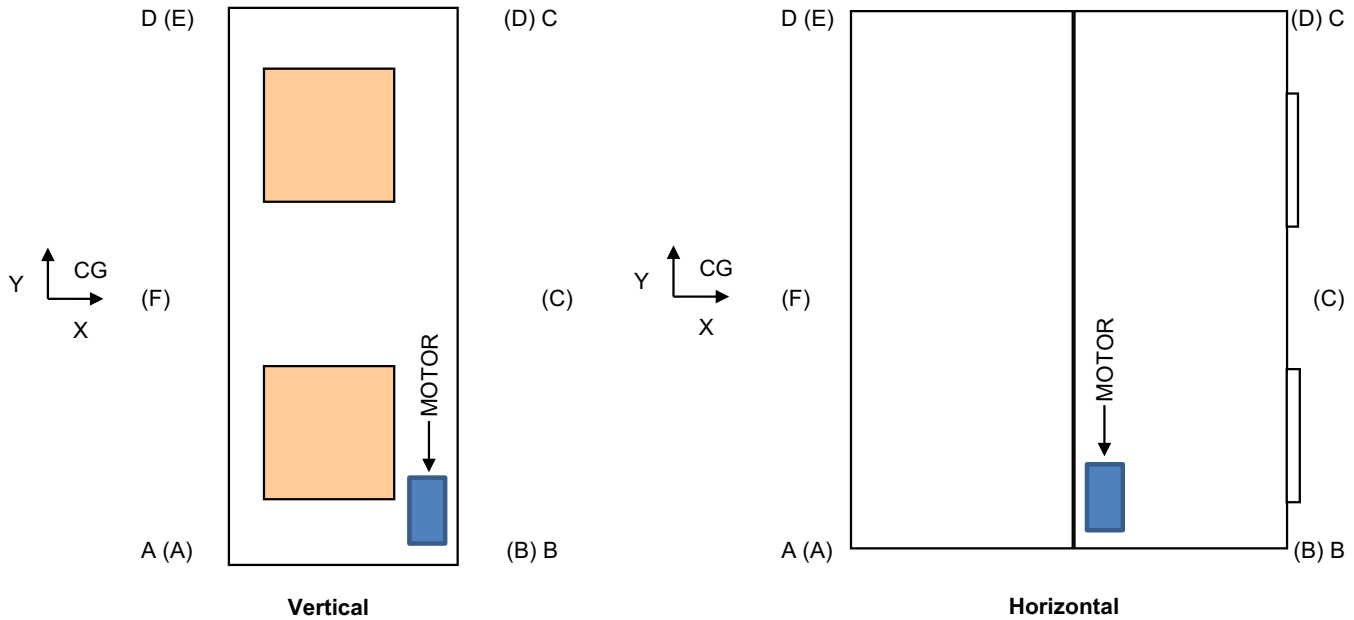 D (E) (D) C D (E) (D) C
Y CG (F) (C) Y CG (F) (C)
X X
MOTOR MOTOR
A (A) (B) B A (A) (B) B
Vertical Horizontal